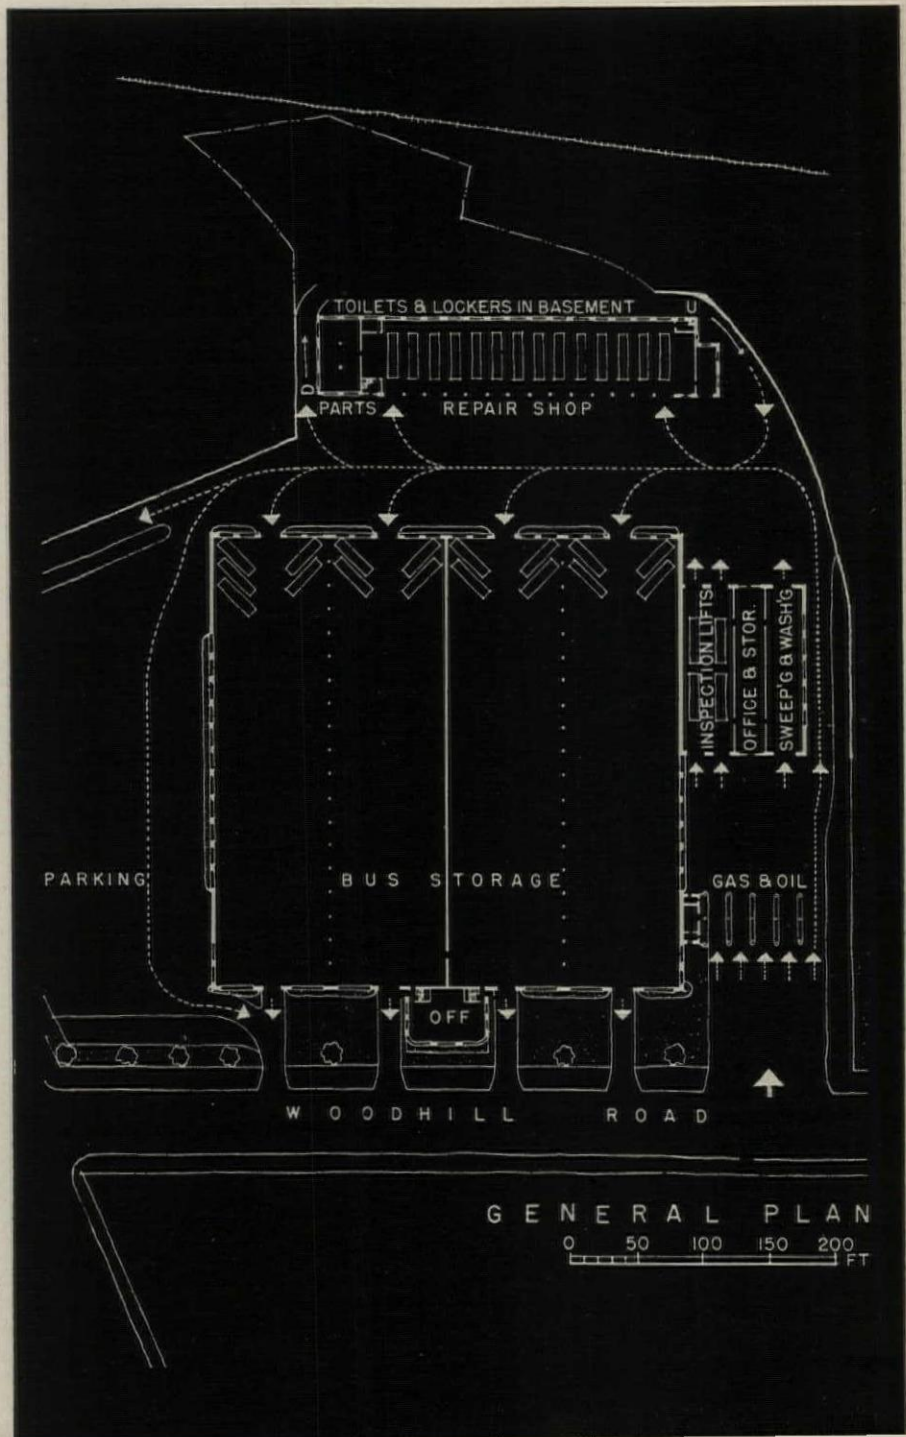 TOILETS & LOCKERS IN BASEMENT U
D
PARTS REPAIR SHOP
INSPECTION LIFTS
OFFICE & STOR.
SWEEP'G & WASH'G
PARKING BUS STORAGE GAS & OIL
OFF
WOODHILL ROAD
GENERAL PLAN
0 50 100 150 200
FT